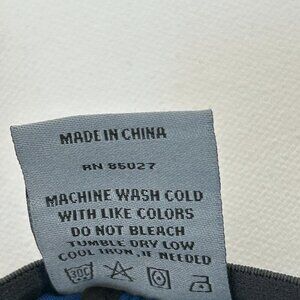 MADE IN CHINA
RN 85027
MACHINE WASH COLD
WITH LIKE COLORS
DO NOT BLEACH
TUMBLE DRY LOW
COOL IRON, IF NEEDED
30C